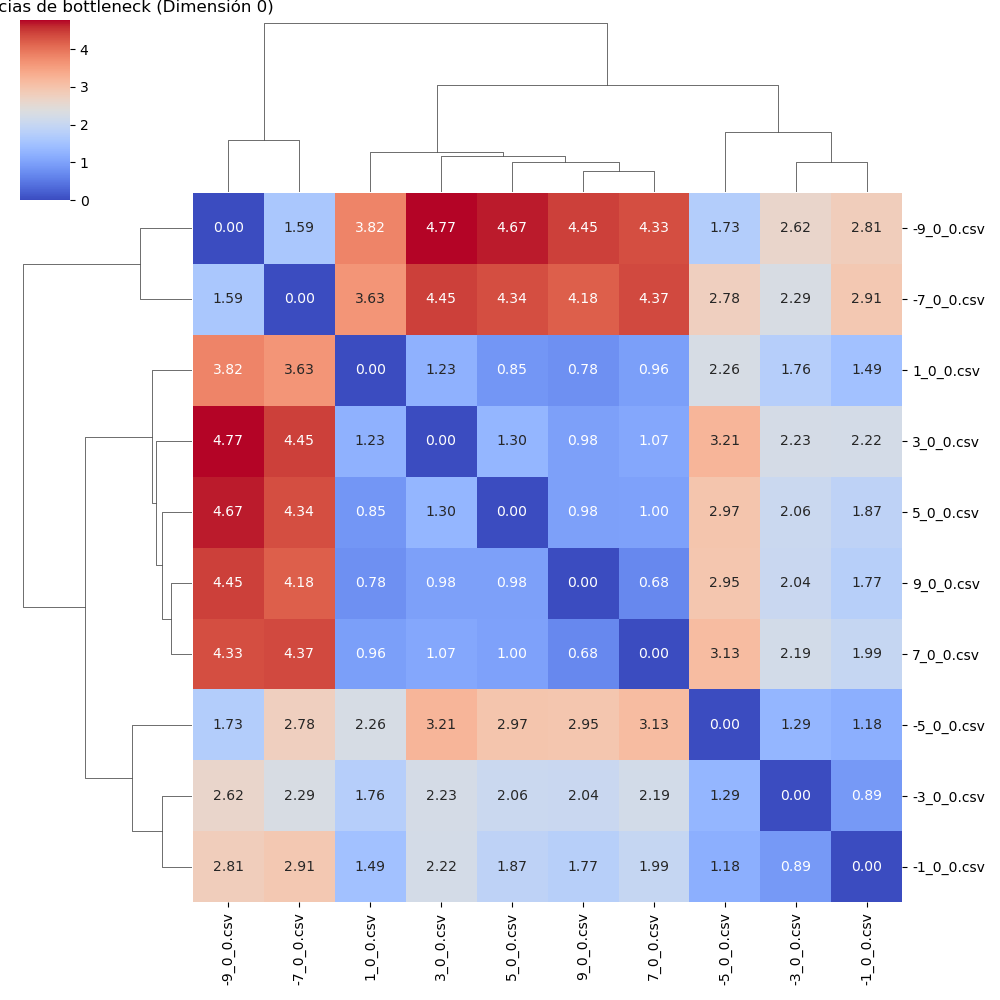 cias de bottleneck (Dimensión 0)
4
3
2
1
0
0.00 1.59 3.82 4.77 4.67 4.45 4.33 1.73 2.62 2.81 -9_0_0.csv
1.59 0.00 3.63 4.45 4.34 4.18 4.37 2.78 2.29 2.91 -7_0_0.csv
3.82 3.63 0.00 1.23 0.85 0.78 0.96 2.26 1.76 1.49 1_0_0.csv
4.77 4.45 1.23 0.00 1.30 0.98 1.07 3.21 2.23 2.22 3_0_0.csv
4.67 4.34 0.85 1.30 0.00 0.98 1.00 2.97 2.06 1.87 5_0_0.csv
4.45 4.18 0.78 0.98 0.98 0.00 0.68 2.95 2.04 1.77 9_0_0.csv
4.33 4.37 0.96 1.07 1.00 0.68 0.00 3.13 2.19 1.99 7_0_0.csv
1.73 2.78 2.26 3.21 2.97 2.95 3.13 0.00 1.29 1.18 -5_0_0.csv
2.62 2.29 1.76 2.23 2.06 2.04 2.19 1.29 0.00 0.89 -3_0_0.csv
2.81 2.91 1.49 2.22 1.87 1.77 1.99 1.18 0.89 0.00 -1_0_0.csv
-9_0_0.csv -7_0_0.csv 1_0_0.csv 3_0_0.csv 5_0_0.csv 9_0_0.csv 7_0_0.csv -5_0_0.csv -3_0_0.csv -1_0_0.csv